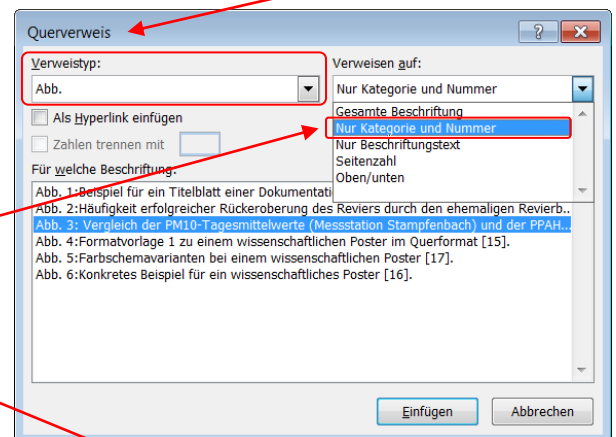 Querverweis
Verweistyp:
Verweisen auf:
Abb.
Nur Kategorie und Nummer
Als Hyperlink einfügen
Gesamte Beschriftung
Nur Kategorie und Nummer
Zahlen trennen mit
Nur Beschriftungstext
Seitenzahl
Oben/unten
Für welche Beschriftung:
Abb. 1:Beispiel für ein Titelblatt einer Dokumentati
Abb. 2:Häufigkeit erfolgreicher Rückeroberung des Reviers durch den ehemaligen Revierb...
Abb. 3: Vergleich der PM10-Tagesmittelwerte (Messstation Stampfenbach) und der PPAH...
Abb. 4:Formatvorlage 1 zu einem wissenschaftlichen Poster im Querformat [15].
Abb. 5:Farbschemavarianten bei einem wissenschaftlichen Poster [17].
Abb. 6:Konkretes Beispiel für ein wissenschaftliches Poster [16].
Einfügen
Abbrechen